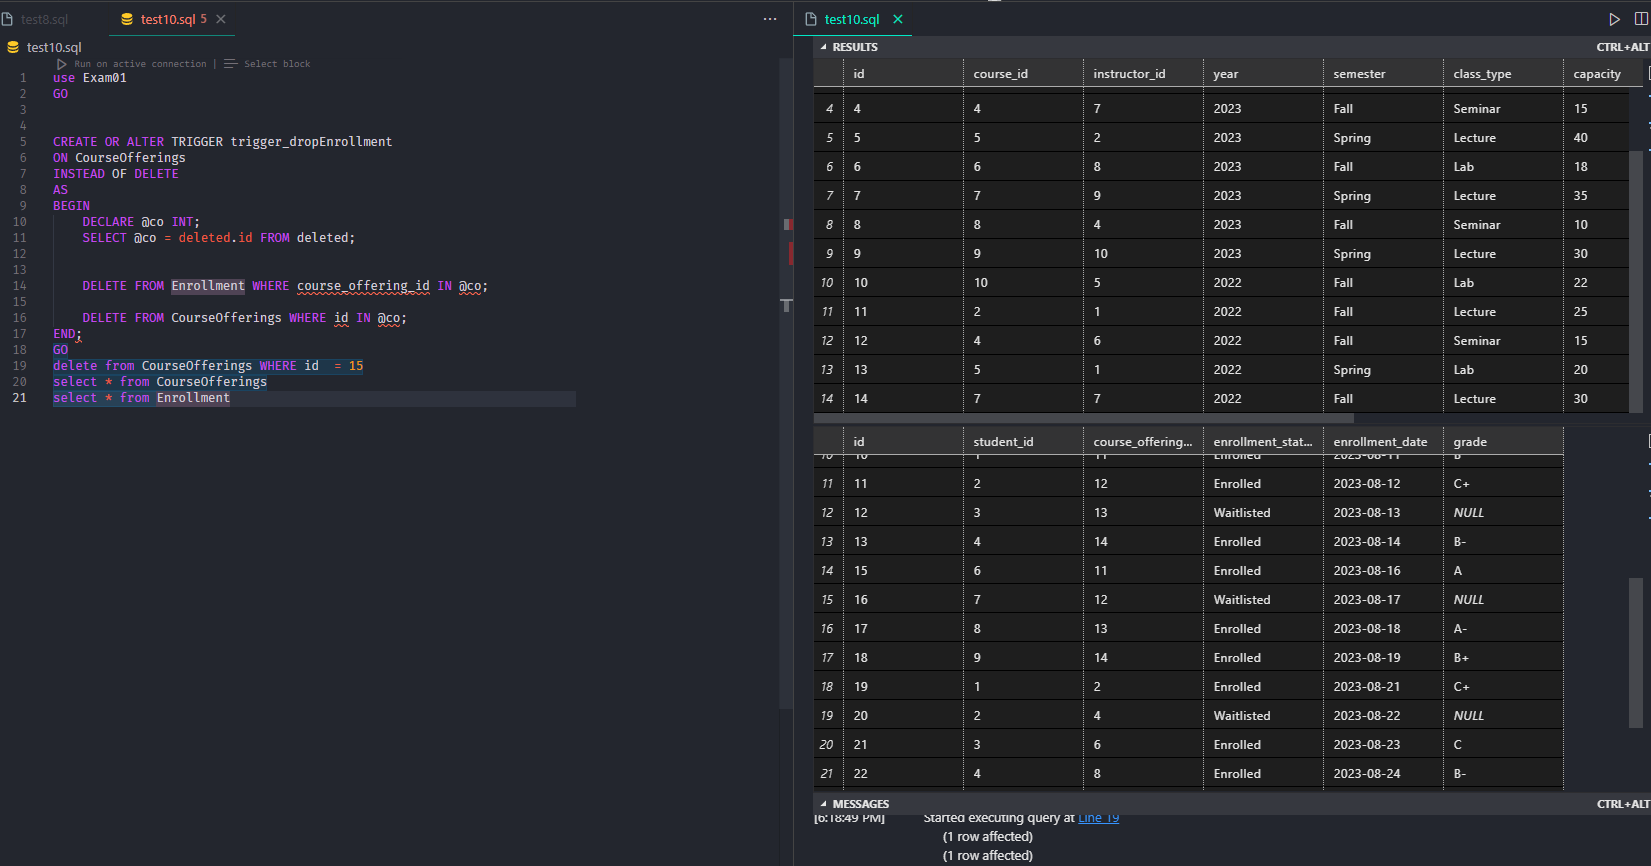 test8.sql
test10.sql 5
test10.sql
Run on active connection | Select block
1 use Exam01
2 GO
3
4
5 CREATE OR ALTER TRIGGER trigger_dropEnrollment
6 ON CourseOfferings
7 INSTEAD OF DELETE
8 AS
9 BEGIN
10 DECLARE @co INT;
11 SELECT @co = deleted.id FROM deleted;
12
13
14 DELETE FROM Enrollment WHERE course_offering_id IN @co;
15
16 DELETE FROM CourseOfferings WHERE id IN @co;
17 END;
18 GO
19 delete from CourseOfferings WHERE id  = 15
20 select * from CourseOfferings
21 select * from Enrollment
test10.sql
RESULTS CTRL+ALT
id course_id instructor_id year semester class_type capacity
4 4 4 7 2023 Fall Seminar 15
5 5 5 2 2023 Spring Lecture 40
6 6 6 8 2023 Fall Lab 18
7 7 7 9 2023 Spring Lecture 35
8 8 8 4 2023 Fall Seminar 10
9 9 9 10 2023 Spring Lecture 30
10 10 10 5 2022 Fall Lab 22
11 11 2 1 2022 Fall Lecture 25
12 12 4 6 2022 Fall Seminar 15
13 13 5 1 2022 Spring Lab 20
14 14 7 7 2022 Fall Lecture 30
id student_id course_offering... enrollment_stat... enrollment_date grade
10 10 1 11 Enrolled 2023-08-11 B
11 11 2 12 Enrolled 2023-08-12 C+
12 12 3 13 Waitlisted 2023-08-13 NULL
13 13 4 14 Enrolled 2023-08-14 B-
14 15 6 11 Enrolled 2023-08-16 A
15 16 7 12 Waitlisted 2023-08-17 NULL
16 17 8 13 Enrolled 2023-08-18 A-
17 18 9 14 Enrolled 2023-08-19 B+
18 19 1 2 Enrolled 2023-08-21 C+
19 20 2 4 Waitlisted 2023-08-22 NULL
20 21 3 6 Enrolled 2023-08-23 C
21 22 4 8 Enrolled 2023-08-24 B-
MESSAGES CTRL+ALT
[6:18:49 PM] Started executing query at Line 19
(1 row affected)
(1 row affected)